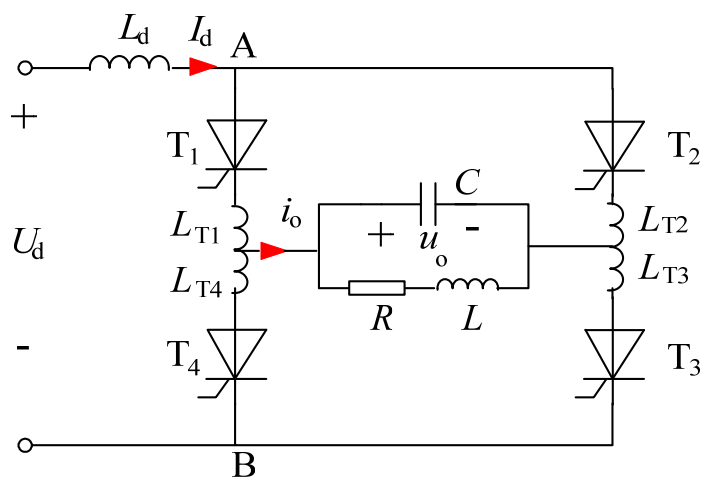 Ld Id A
+
T1 T2
C
LT1 io LT2
+ uo -
Ud
LT4 LT3
R L
-
T4 T3
B